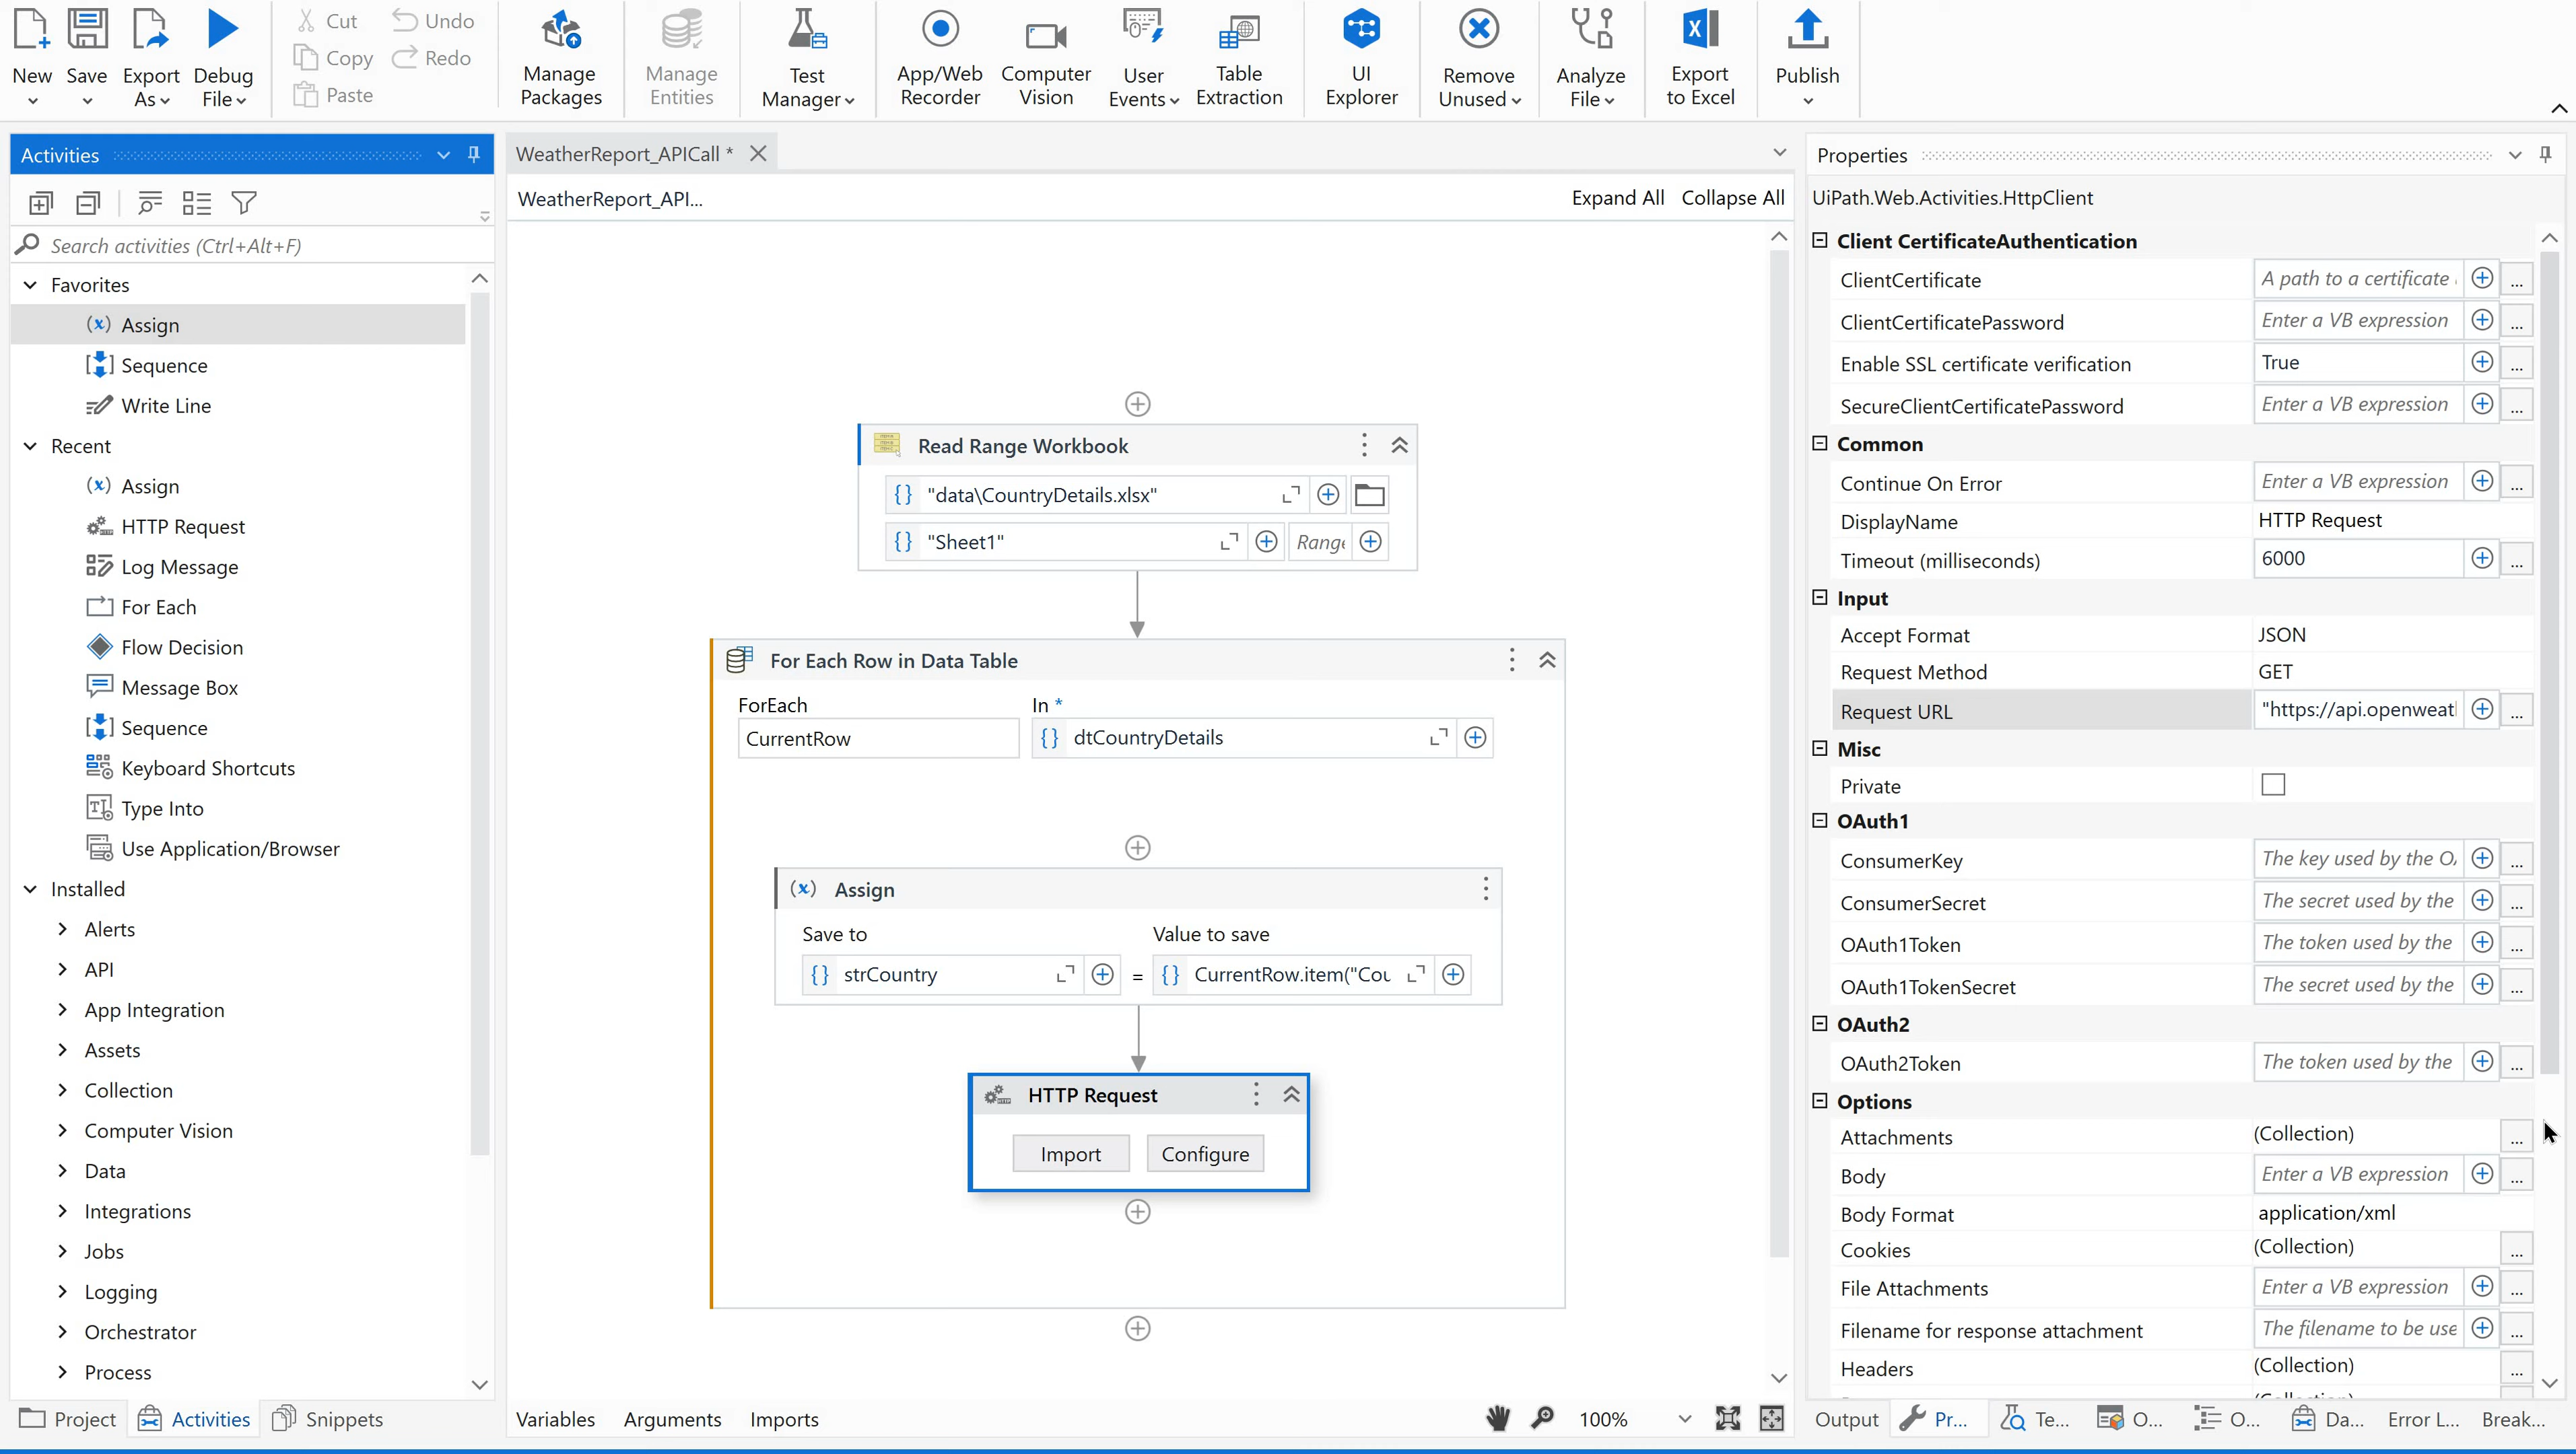 New
Save
Export
As
Debug
File
Cut
Copy
Paste
Undo
Redo
Manage
Packages
Manage
Entities
Test
Manager
App/Web
Recorder
Computer
Vision
User
Events
Table
Extraction
UI
Explorer
Remove
Unused
Analyze
File
Export
to Excel
Publish
Activities
Search activities (Ctrl+Alt+F)
Favorites
Assign
Sequence
Write Line
Recent
Assign
HTTP Request
Log Message
For Each
Flow Decision
Message Box
Sequence
Keyboard Shortcuts
Type Into
Use Application/Browser
Installed
Alerts
API
App Integration
Assets
Collection
Computer Vision
Data
Integrations
Jobs
Logging
Orchestrator
Process
Project
Activities
Snippets
WeatherReport_APICall *
WeatherReport_API...
Expand All
Collapse All
Read Range Workbook
"data\CountryDetails.xlsx"
"Sheet1"
Range
For Each Row in Data Table
ForEach
In *
CurrentRow
dtCountryDetails
Assign
Save to
Value to save
strCountry
=
CurrentRow.item("Cou
HTTP Request
Import
Configure
Variables
Arguments
Imports
100%
Properties
UiPath.Web.Activities.HttpClient
Client CertificateAuthentication
ClientCertificate A path to a certificate
ClientCertificatePassword Enter a VB expression
Enable SSL certificate verification True
SecureClientCertificatePassword Enter a VB expression
Common
Continue On Error Enter a VB expression
DisplayName HTTP Request
Timeout (milliseconds) 6000
Input
Accept Format JSON
Request Method GET
Request URL "https://api.openweatl
Misc
Private
OAuth1
ConsumerKey The key used by the O
ConsumerSecret The secret used by the
OAuth1Token The token used by the
OAuth1TokenSecret The secret used by the
OAuth2
OAuth2Token The token used by the
Options
Attachments (Collection)
Body Enter a VB expression
Body Format application/xml
Cookies (Collection)
File Attachments Enter a VB expression
Filename for response attachment The filename to be use
Headers (Collection)
Output
Pr...
Te...
O...
O...
Da...
Error L...
Break...